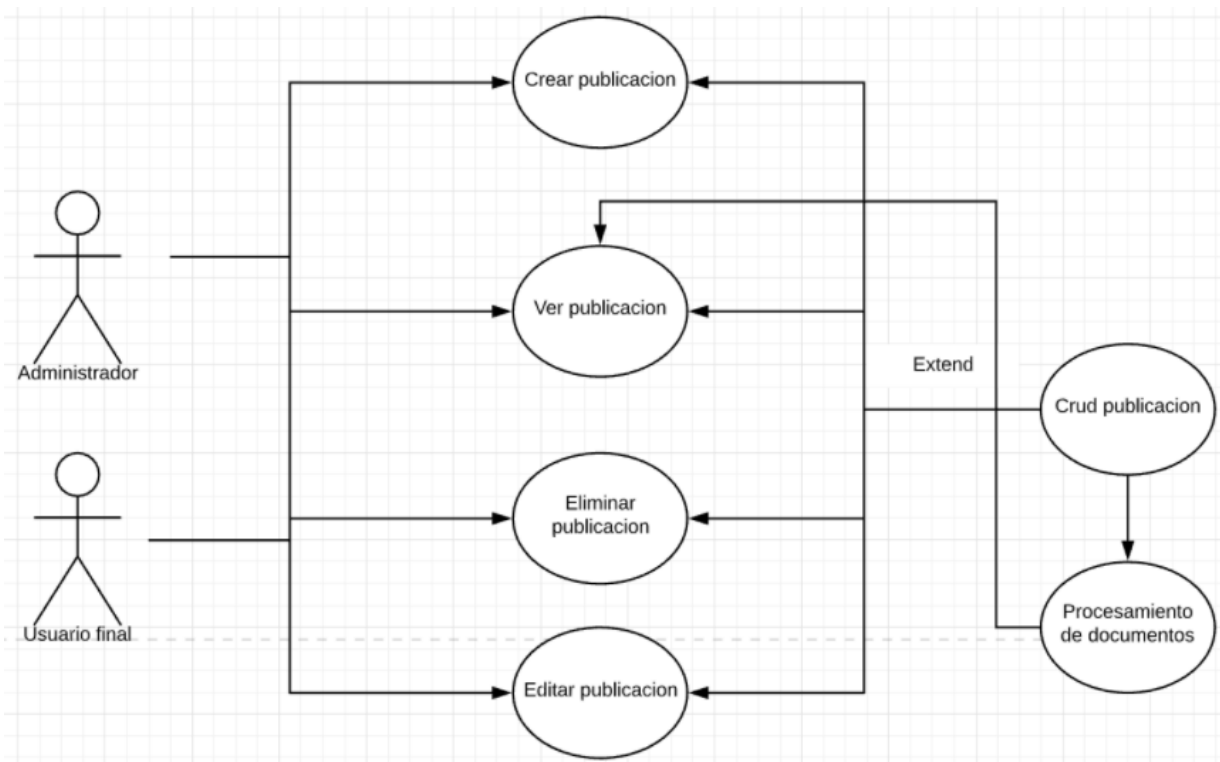 Crear publicacion
Ver publicacion
Administrador
Extend
Crud publicacion
Eliminar
publicacion
Usuario final
Procesamiento
de documentos
Editar publicacion